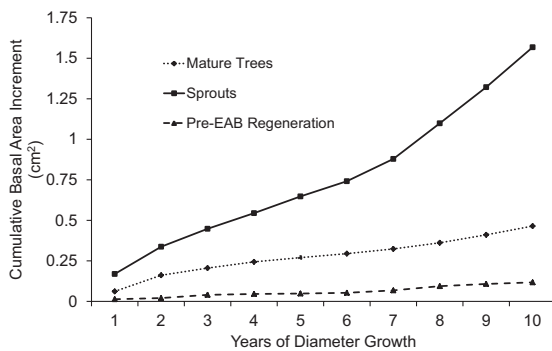 1.75
1.5
1.25
1
0.75
0.5
0.25
0
Cumulative Basal Area Increment
(cm²)
Mature Trees
Sprouts
Pre-EAB Regeneration
1 2 3 4 5 6 7 8 9 10
Years of Diameter Growth